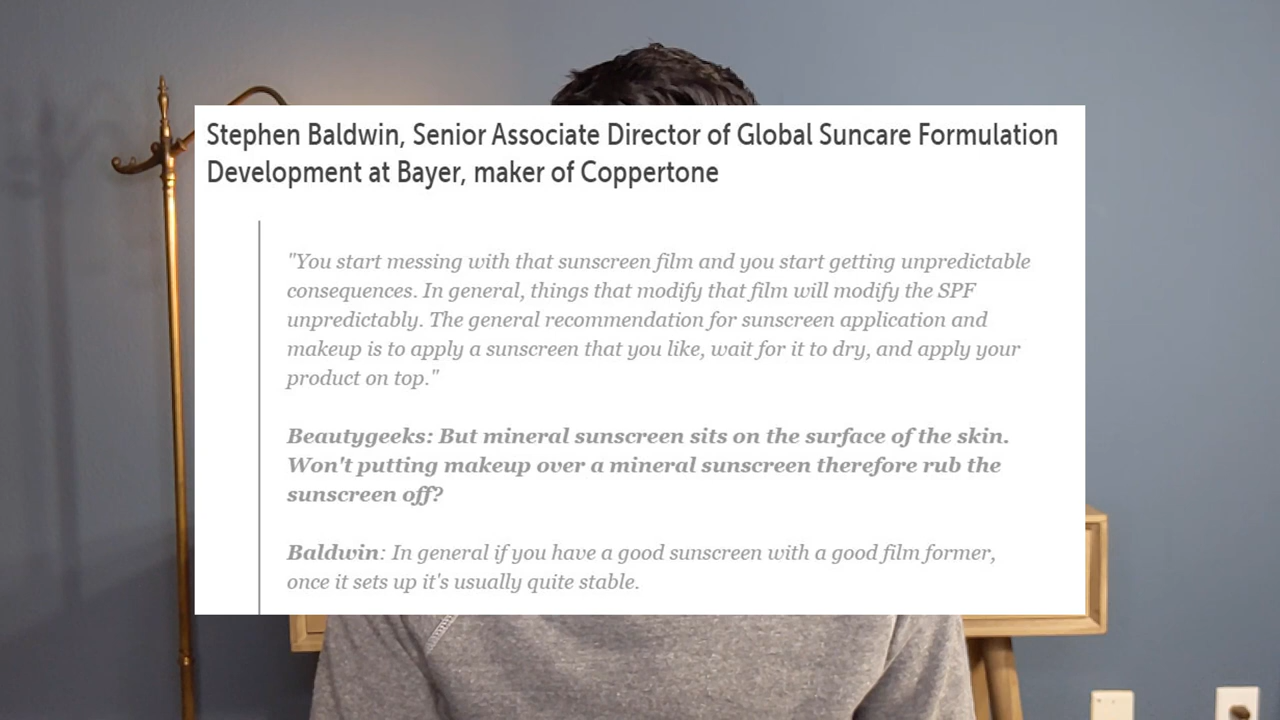 Stephen Baldwin, Senior Associate Director of Global Suncare Formulation
Development at Bayer, maker of Coppertone
"You start messing with that sunscreen film and you start getting unpredictable
consequences. In general, things that modify that film will modify the SPF
unpredictably. The general recommendation for sunscreen application and
makeup is to apply a sunscreen that you like, wait for it to dry, and apply your
product on top."
Beautygeeks: But mineral sunscreen sits on the surface of the skin.
Won't putting makeup over a mineral sunscreen therefore rub the
sunscreen off?
Baldwin: In general if you have a good sunscreen with a good film former,
once it sets up it's usually quite stable.